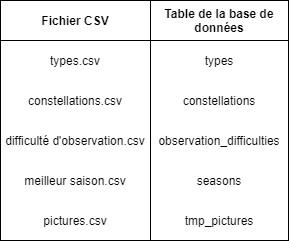 Fichier CSV
Table de la base de
données
types.csv
types
constellations.csv
constellations
difficulté d'observation.csv
observation_difficulties
meilleur saison.csv
seasons
pictures.csv
tmp_pictures